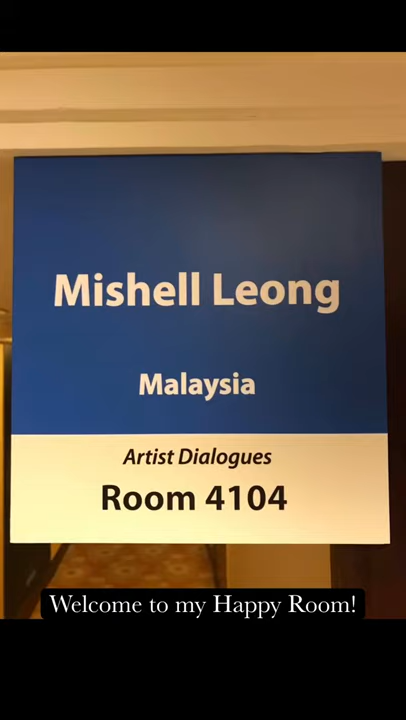 Mishell Leong
Malaysia
Artist Dialogues
Room 4104
Welcome to my Happy Room!